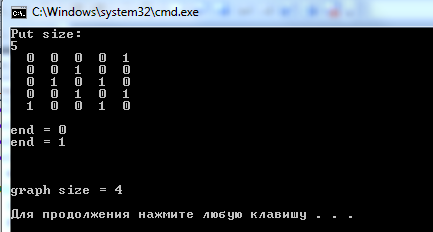 C:\Windows\system32\cmd.exe
Put size:
5
0 0 0 0 1
0 0 1 0 0
0 1 0 1 0
0 0 1 0 1
1 0 0 1 0
end = 0
end = 1
graph size = 4
Для продолжения нажмите любую клавишу . . .